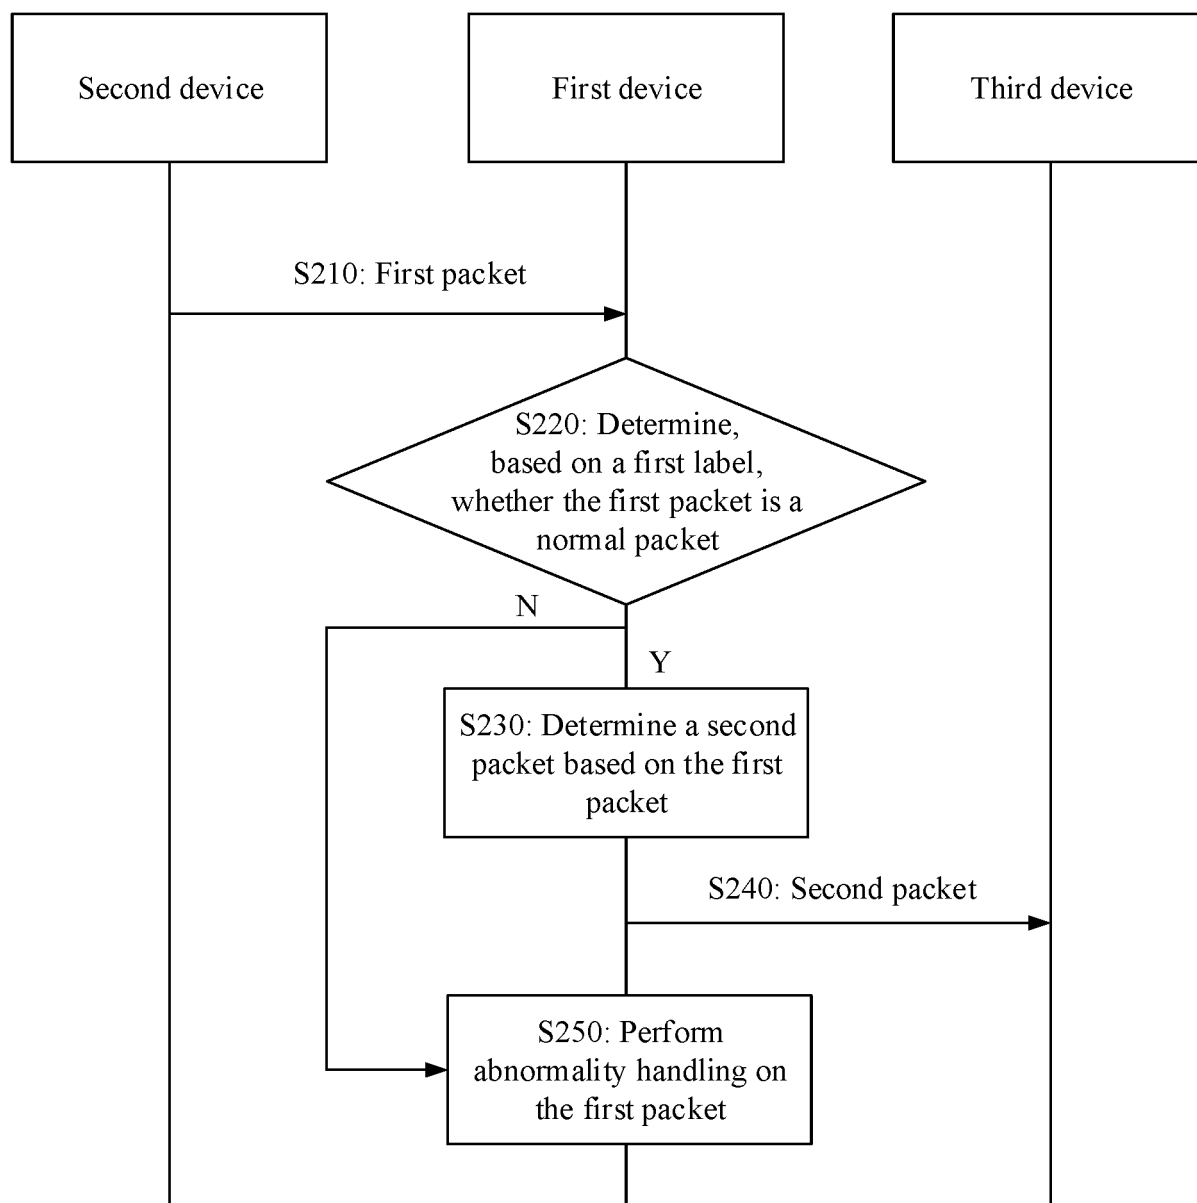 Second device
First device
Third device
S210: First packet
S220: Determine,
based on a first label,
whether the first packet is a
normal packet
N
Y
S230: Determine a second
packet based on the first
packet
S240: Second packet
S250: Perform
abnormality handling on
the first packet